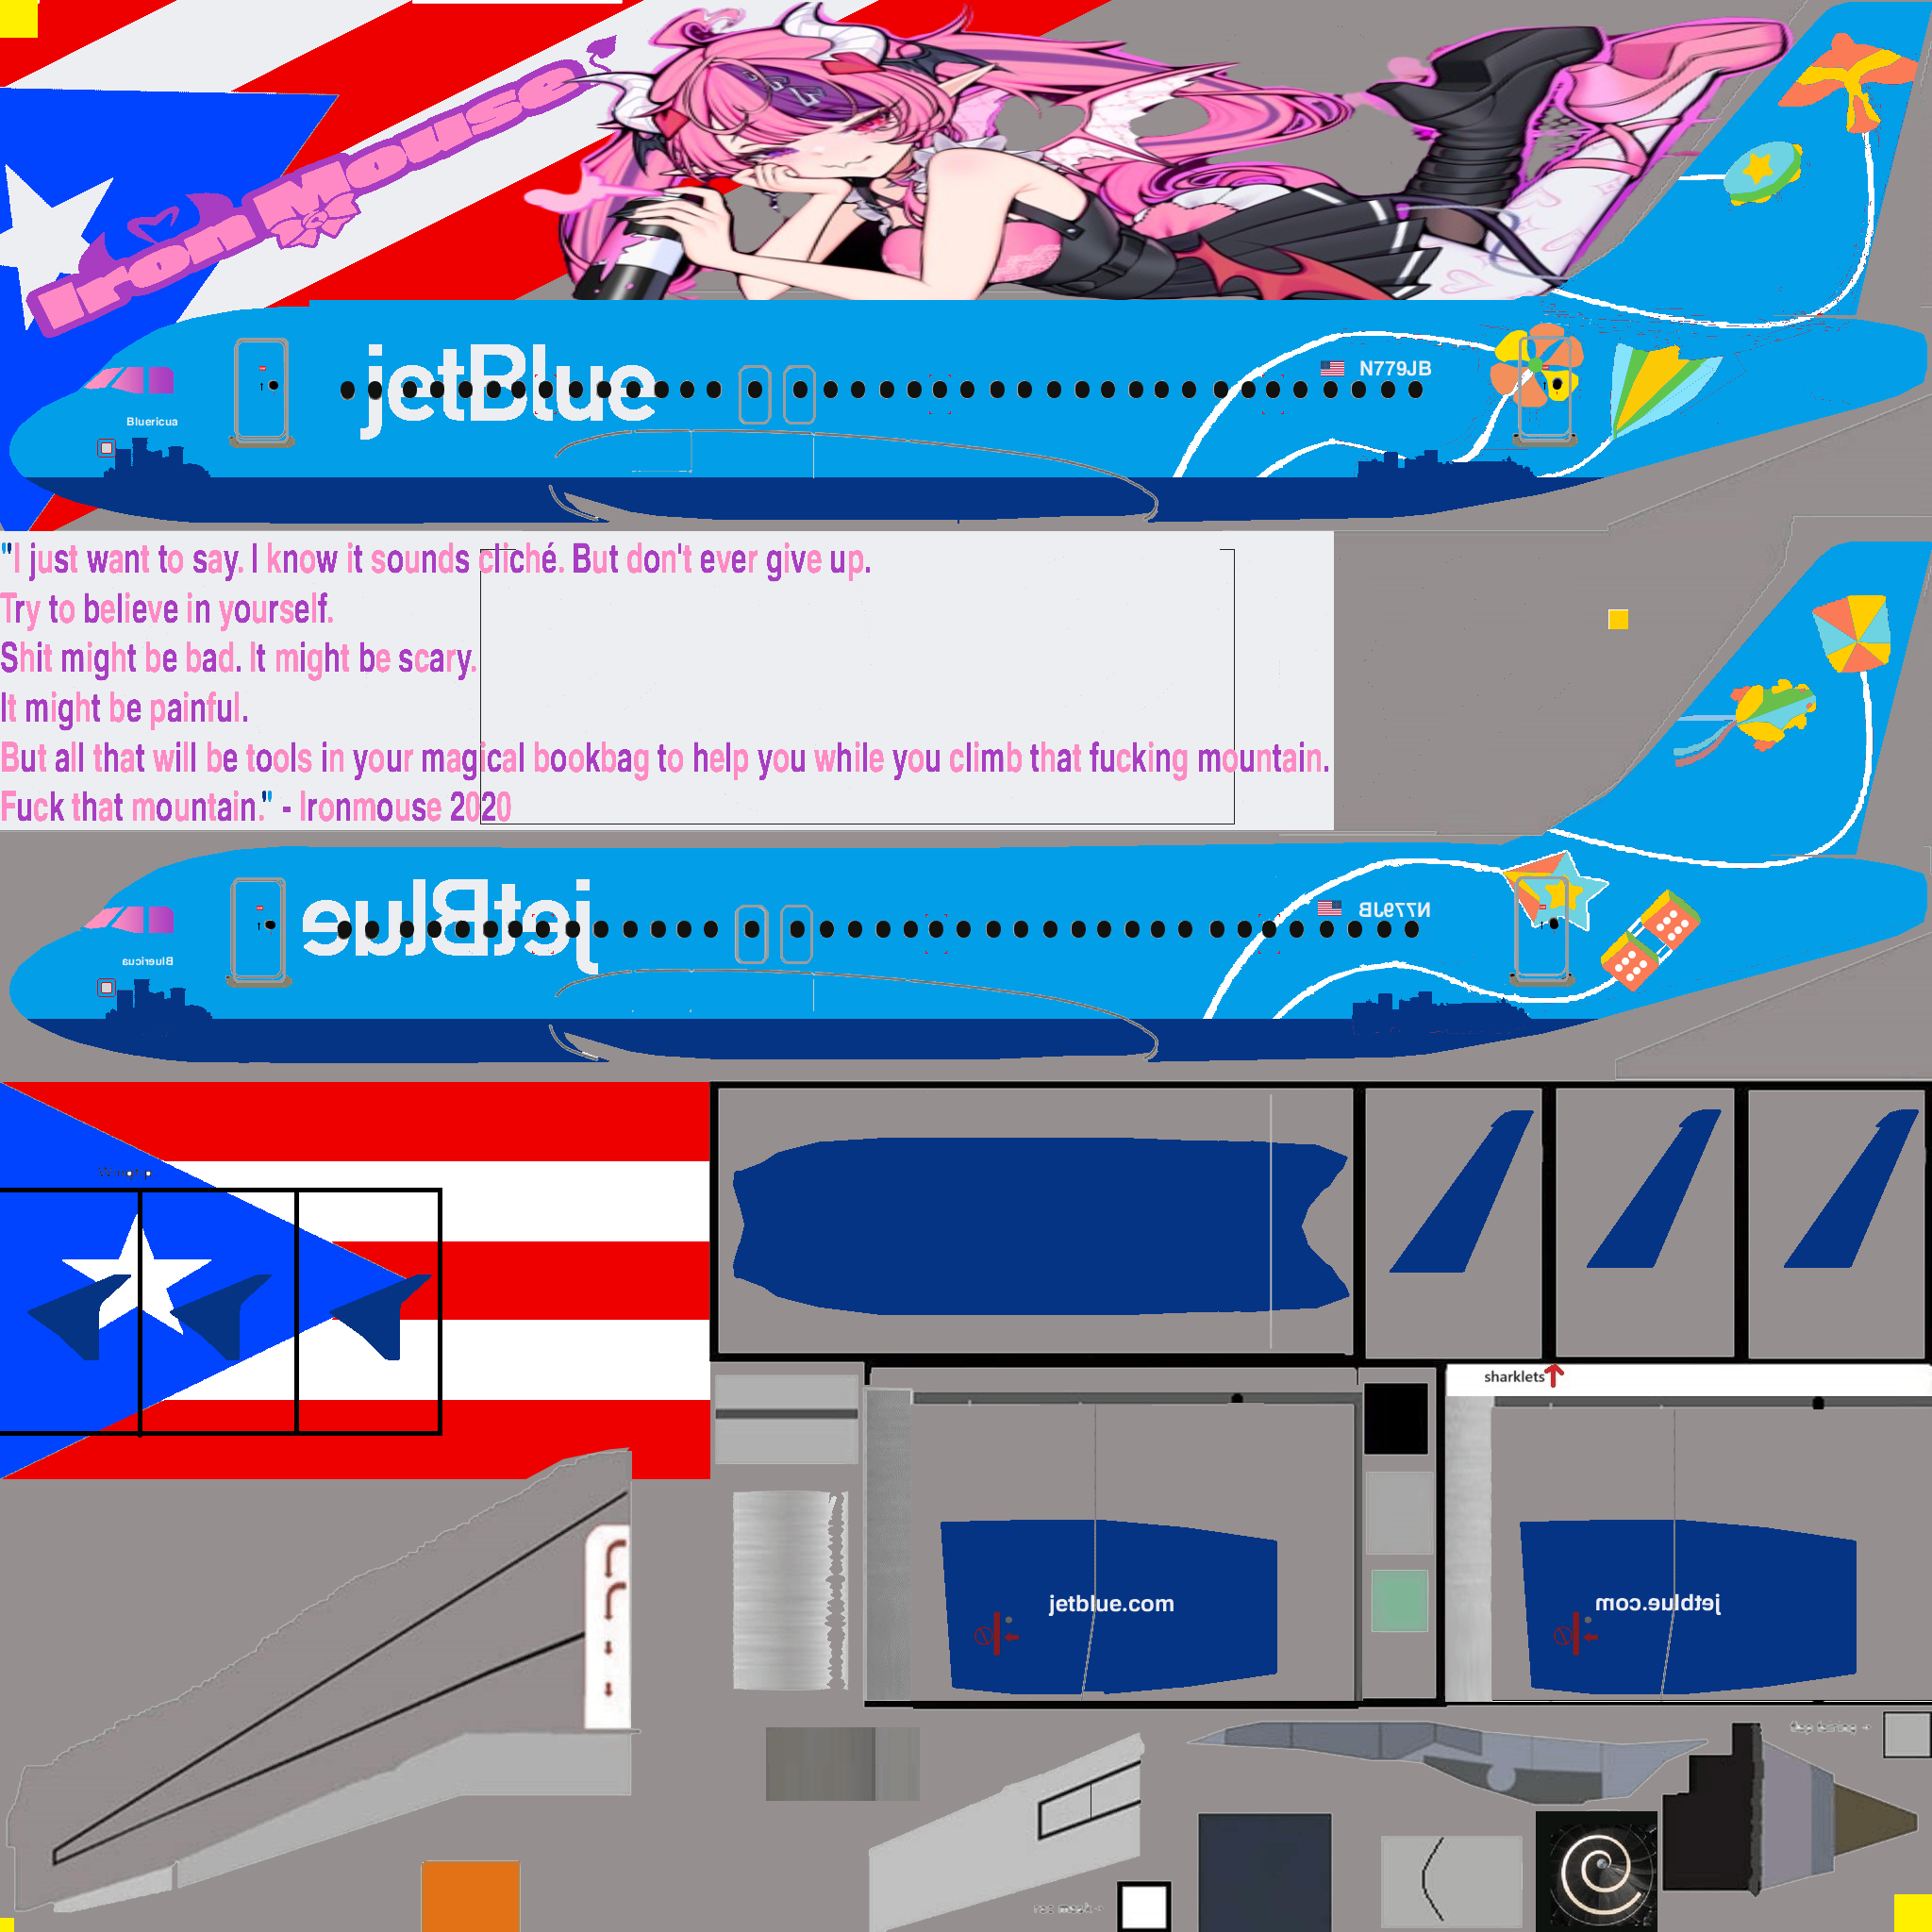 Iron Mouse
jetBlue
N779JB
Bluericua
"I just want to say. I know it sounds cliché. But don't ever give up.
Try to believe in yourself.
Shit might be bad. It might be scary.
It might be painful.
But all that will be tools in your magical bookbag to help you while you climb that fucking mountain.
Fuck that mountain." - Ironmouse 2020
jetBlue
N779JB
Bluericua
sharklets
jetblue.com
jetblue.com